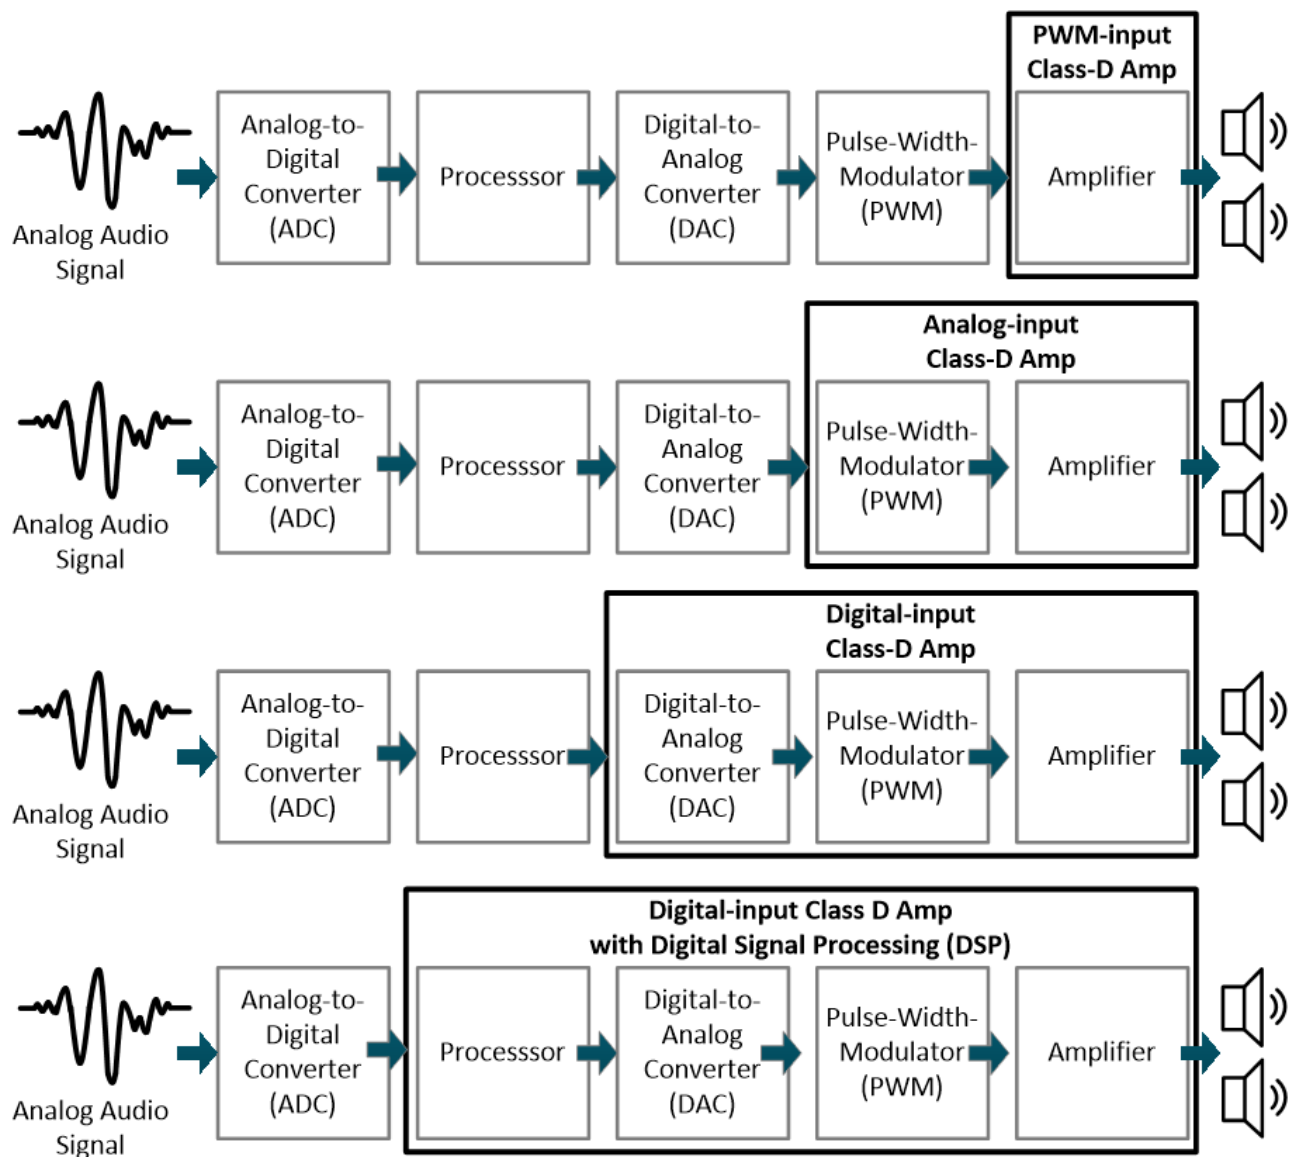 PWM-input
Class-D Amp
Analog-to-
Digital
Converter
(ADC)
Processsor
Digital-to-
Analog
Converter
(DAC)
Pulse-Width-
Modulator
(PWM)
Amplifier
Analog Audio
Signal
Analog-input
Class-D Amp
Analog-to-
Digital
Converter
(ADC)
Processsor
Digital-to-
Analog
Converter
(DAC)
Pulse-Width-
Modulator
(PWM)
Amplifier
Analog Audio
Signal
Digital-input
Class-D Amp
Analog-to-
Digital
Converter
(ADC)
Processsor
Digital-to-
Analog
Converter
(DAC)
Pulse-Width-
Modulator
(PWM)
Amplifier
Analog Audio
Signal
Digital-input Class D Amp
with Digital Signal Processing (DSP)
Analog-to-
Digital
Converter
(ADC)
Processsor
Digital-to-
Analog
Converter
(DAC)
Pulse-Width-
Modulator
(PWM)
Amplifier
Analog Audio
Signal